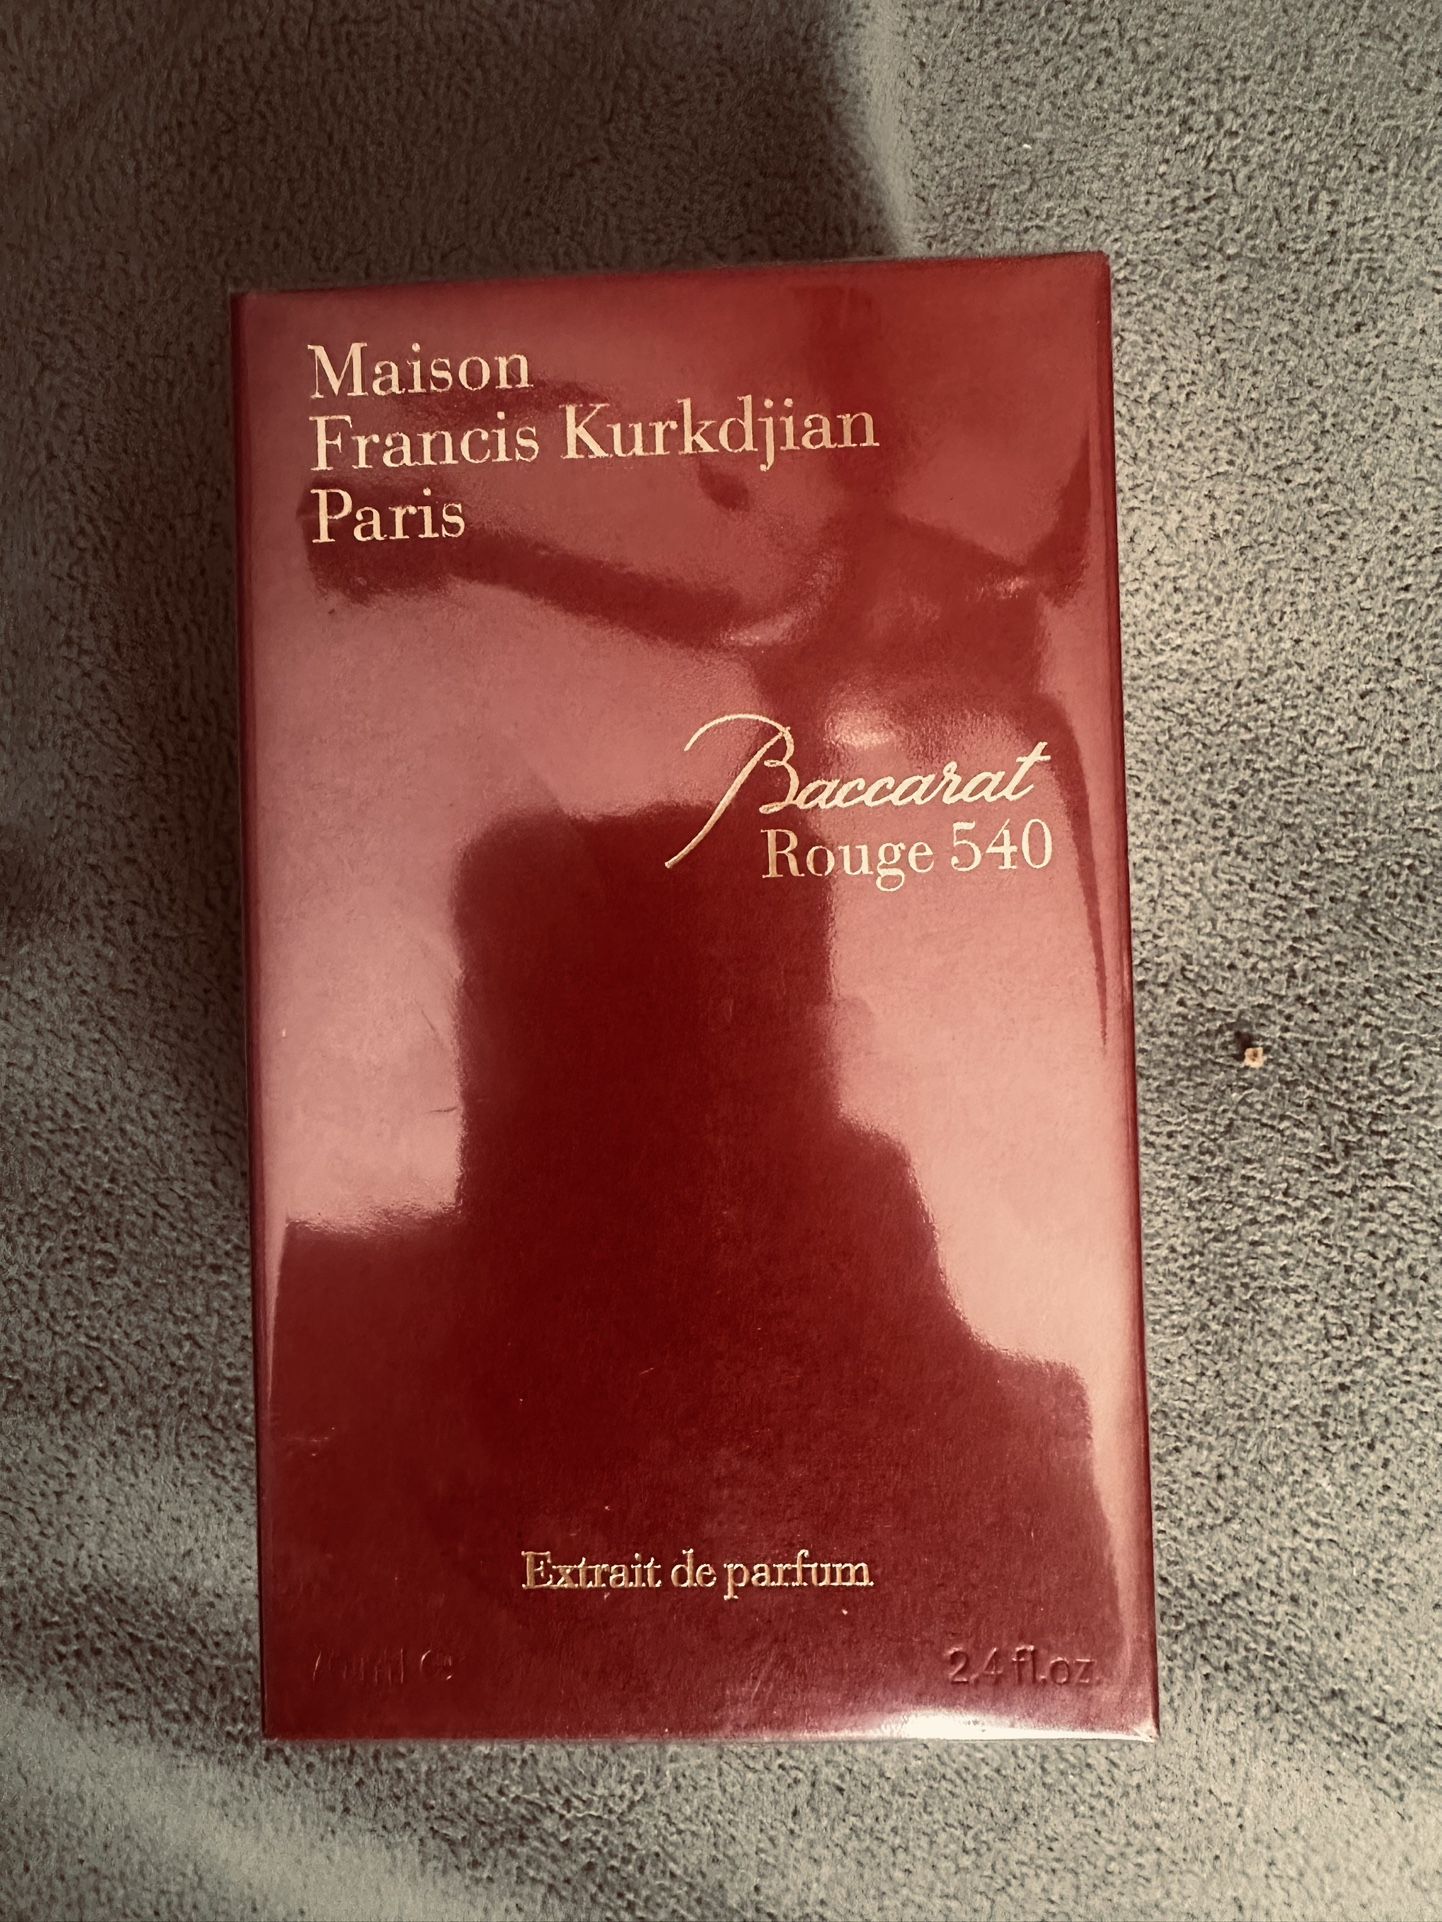 Maison
Francis Kurkdjian
Paris
Baccarat
Rouge 540
Extrait de parfum
2.4 fl.oz.